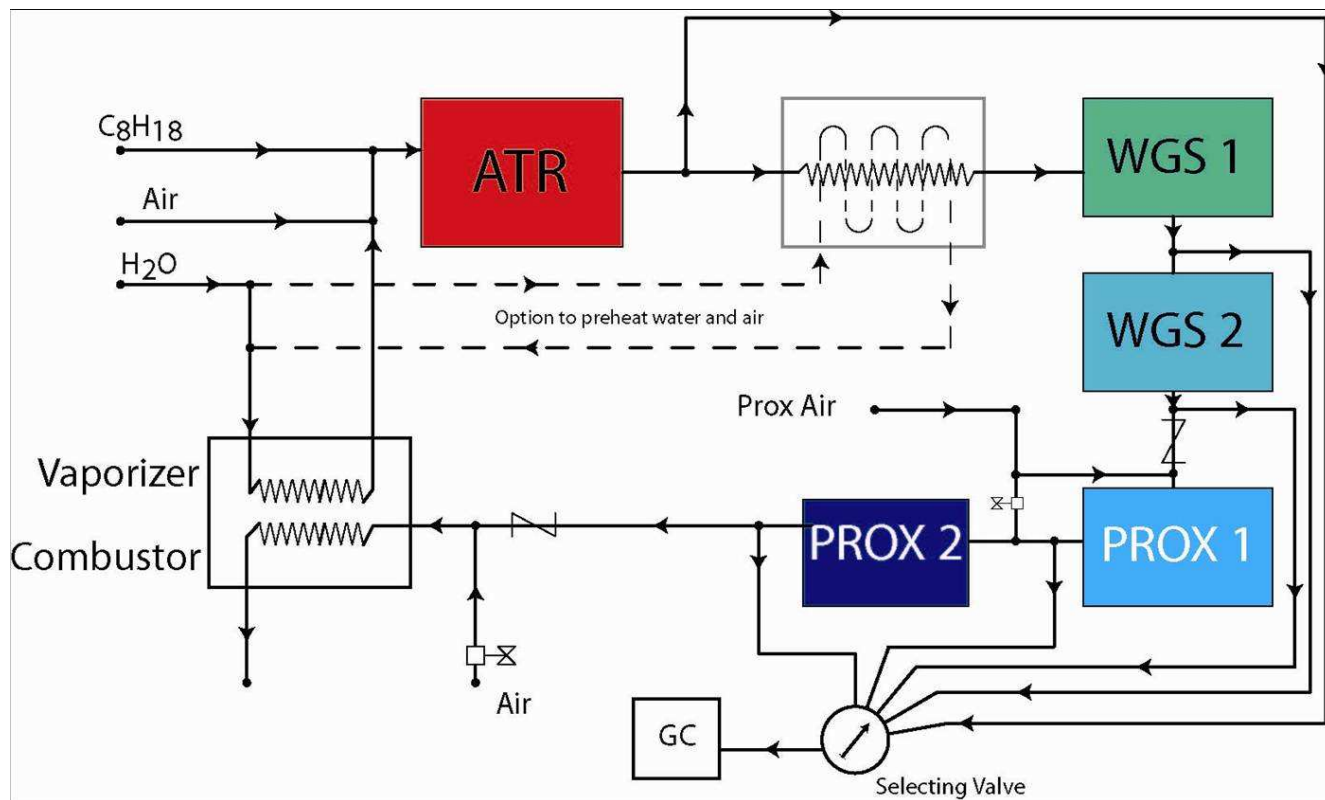 C8H18
ATR
WGS 1
Air
H2O
Option to preheat water and air
WGS 2
Prox Air
Vaporizer
PROX 2
PROX 1
Combustor
Air
GC
Selecting Valve